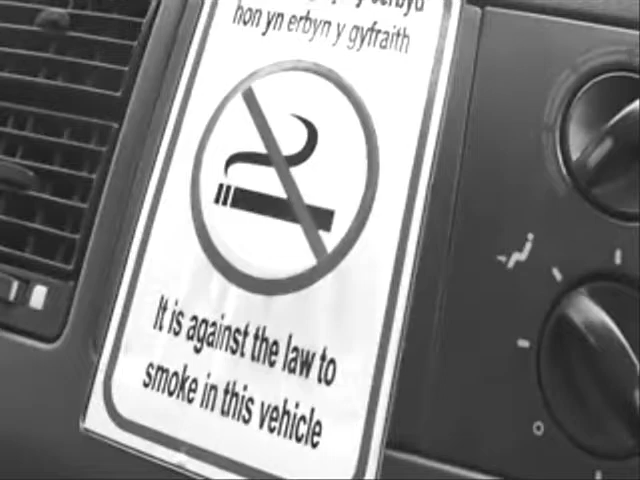 hon yn erbyn y gyfraith
It is against the law to
smoke in this vehicle